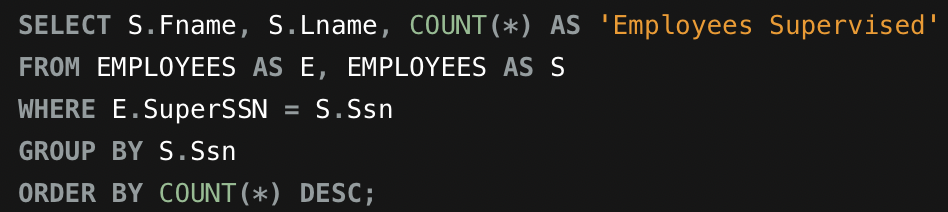 SELECT S.Fname, S.Lname, COUNT(*) AS 'Employees Supervised'
FROM EMPLOYEES AS E, EMPLOYEES AS S
WHERE E.SuperSSN = S.Ssn
GROUP BY S.Ssn
ORDER BY COUNT(*) DESC;